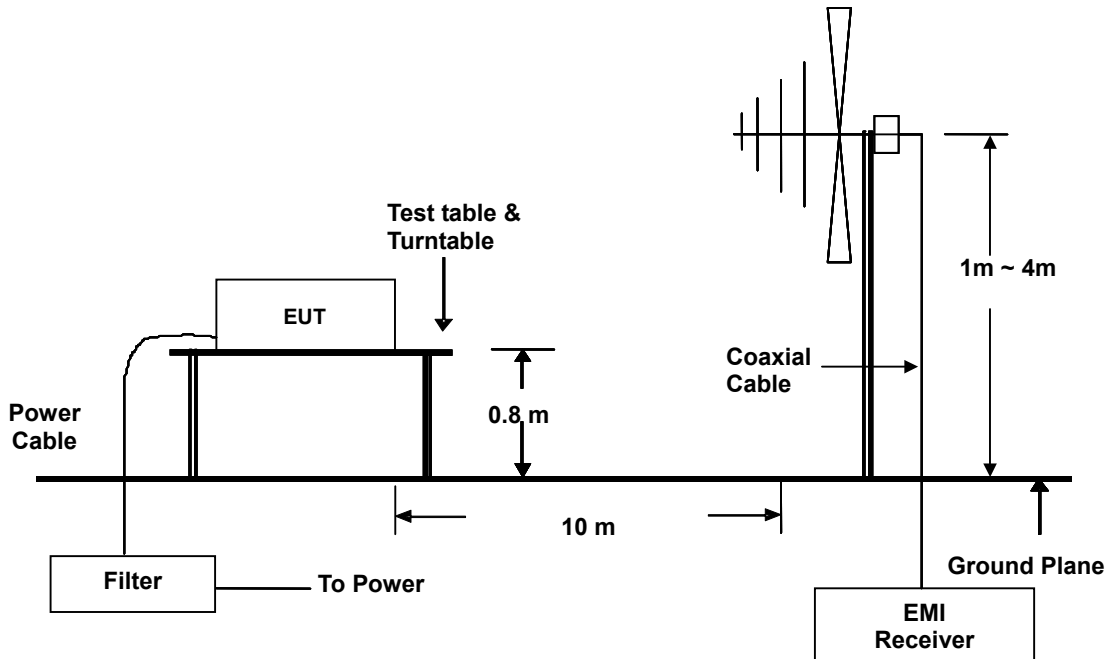 Test table &
Turntable
EUT
1m ~ 4m
Coaxial
Cable
0.8 m
Power
Cable
10 m
Ground Plane
Filter
To Power
EMI
Receiver